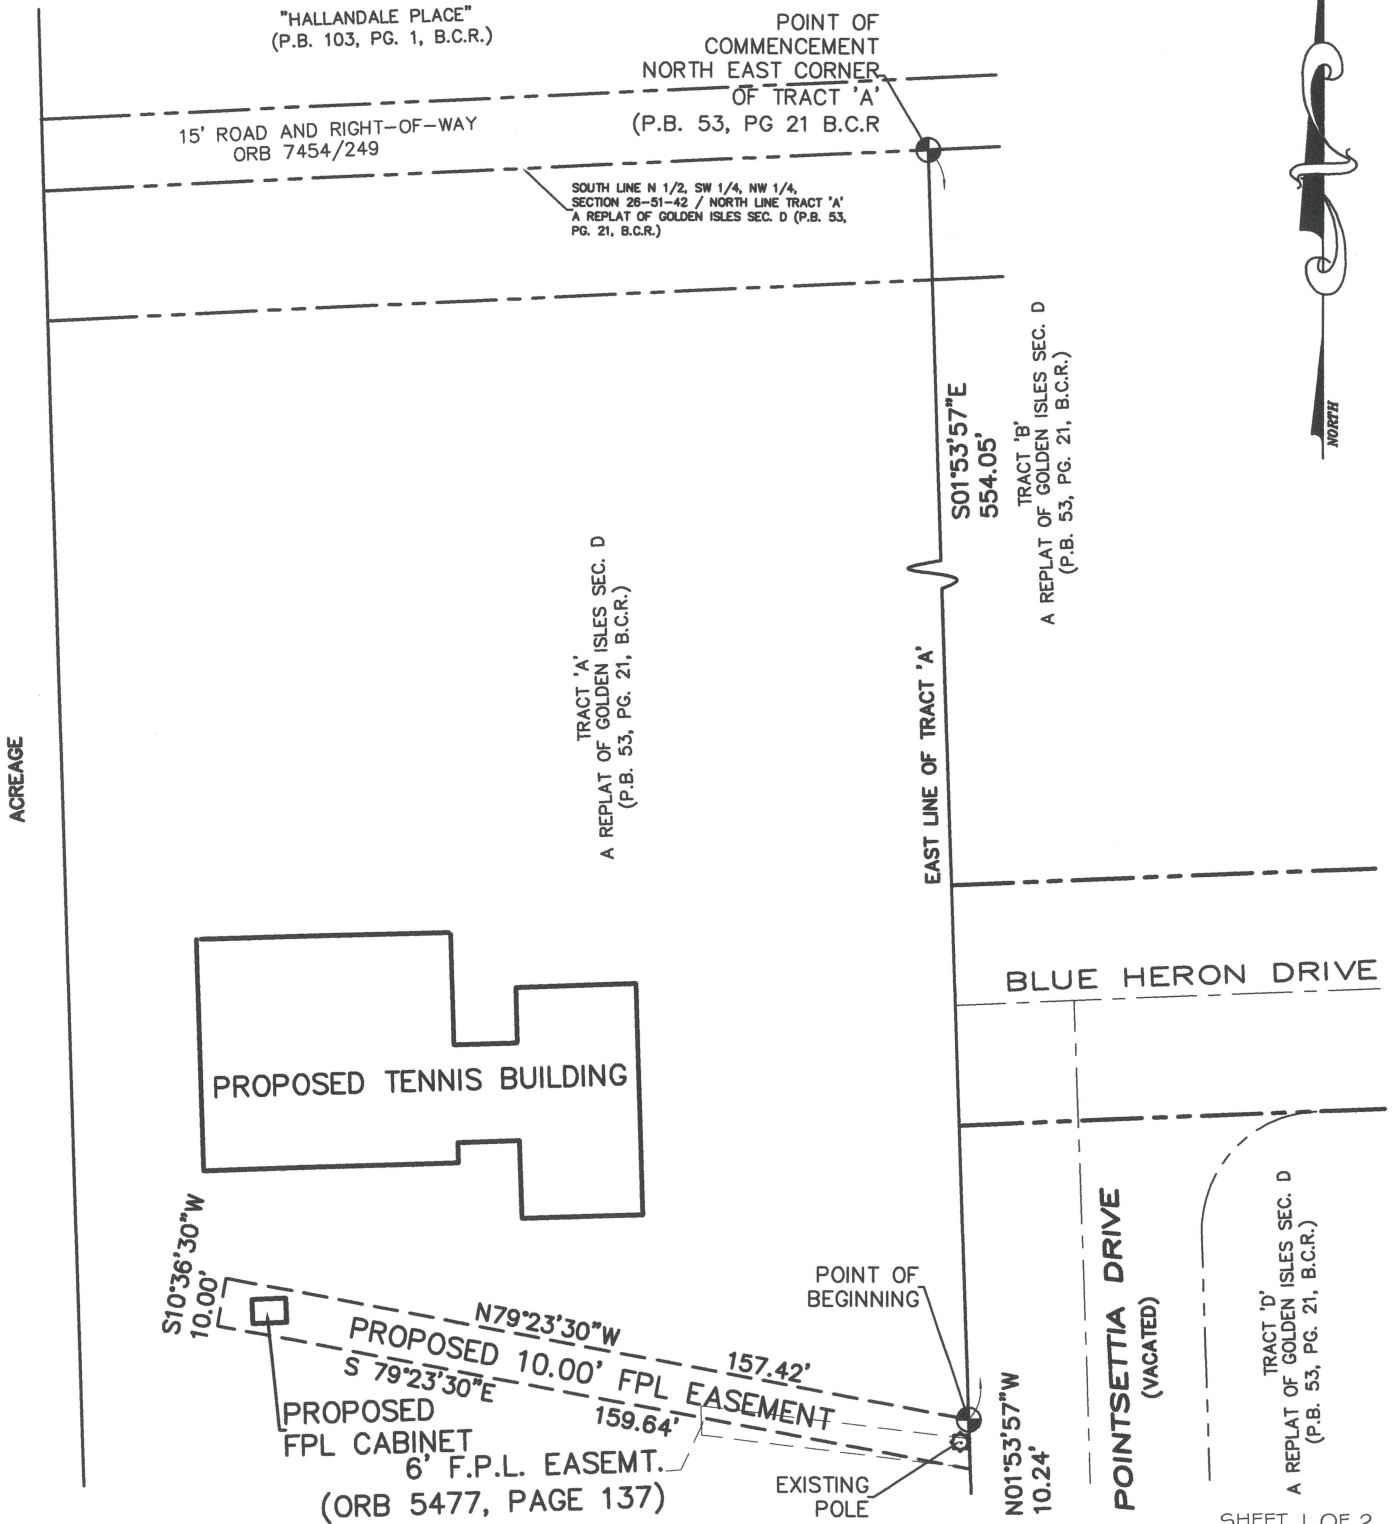 "HALLANDALE PLACE"
(P.B. 103, PG. 1, B.C.R.)
POINT OF
COMMENCEMENT
NORTH EAST CORNER
OF TRACT 'A'
(P.B. 53, PG 21 B.C.R
15' ROAD AND RIGHT-OF-WAY
ORB 7454/249
SOUTH LINE N 1/2, SW 1/4, NW 1/4,
SECTION 26-51-42 / NORTH LINE TRACT 'A'
A REPLAT OF GOLDEN ISLES SEC. D (P.B. 53,
PG. 21, B.C.R.)
NORTH
S01°53'57"E
554.05'
TRACT 'B'
A REPLAT OF GOLDEN ISLES SEC. D
(P.B. 53, PG. 21, B.C.R.)
TRACT 'A'
A REPLAT OF GOLDEN ISLES SEC. D
(P.B. 53, PG. 21, B.C.R.)
EAST LINE OF TRACT 'A'
ACREAGE
BLUE HERON DRIVE
PROPOSED TENNIS BUILDING
S10°36'30"W
10.00'
N79°23'30"W
157.42'
PROPOSED 10.00' FPL EASEMENT
S 79°23'30"E
159.64'
PROPOSED
FPL CABINET
6' F.P.L. EASEMT.
(ORB 5477, PAGE 137)
POINT OF
BEGINNING
EXISTING
POLE
N01°53'57"W
10.24'
POINTSETTIA DRIVE
(VACATED)
TRACT 'D'
A REPLAT OF GOLDEN ISLES SEC. D
(P.B. 53, PG. 21, B.C.R.)
SHEET 1 OF 2